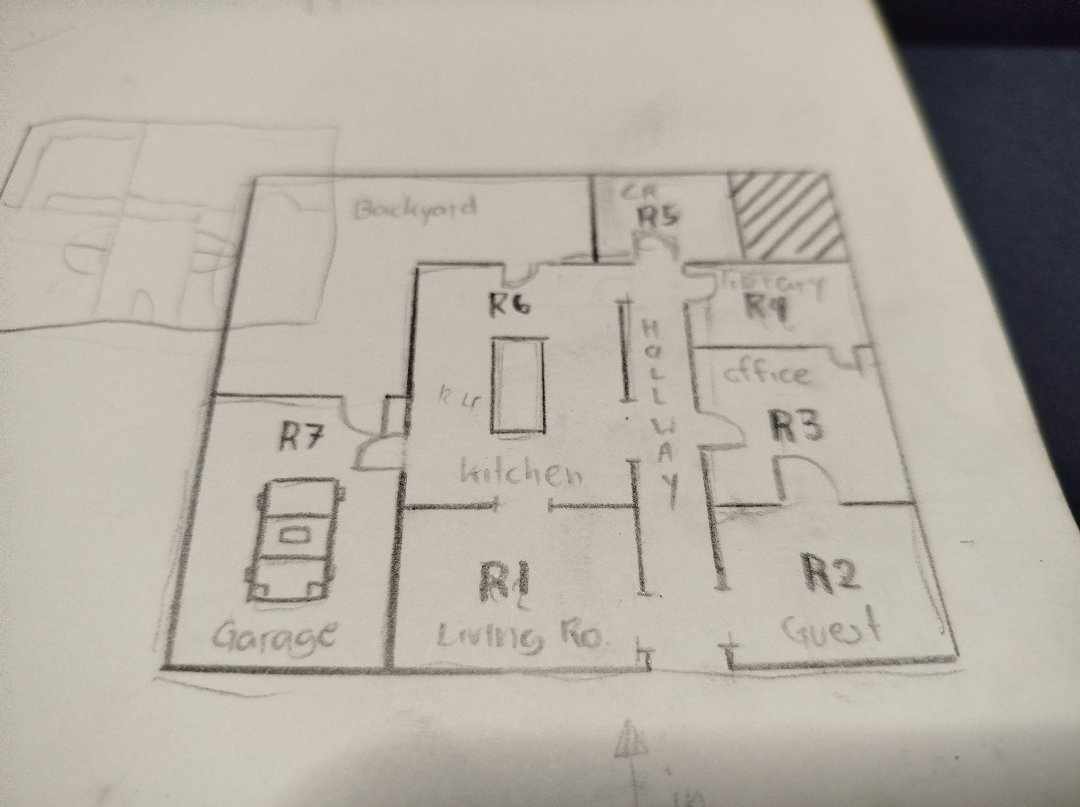 Backyard
CR
R5
Library
R4
R6
HALLWAY
office
R3
R7
kitchen
R1
Living Ro.
R2
Guest
Garage